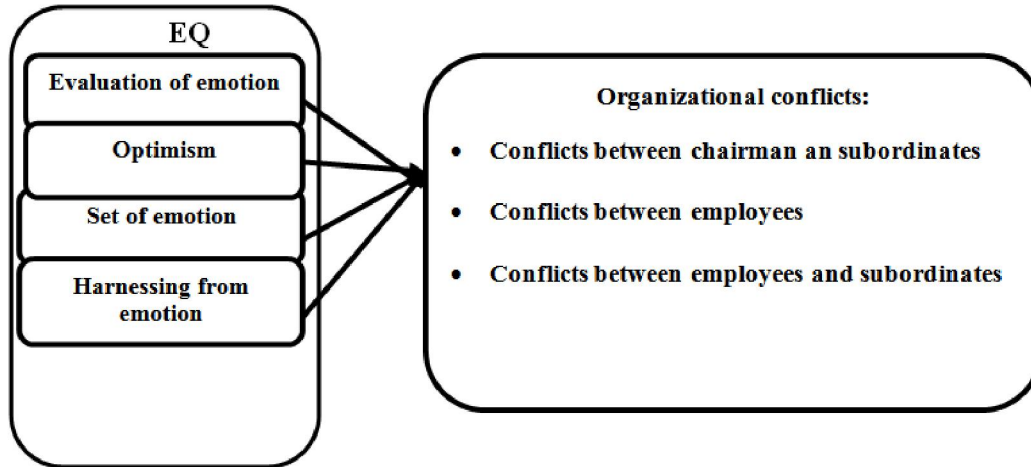 EQ
Evaluation of emotion
Optimism
Set of emotion
Harnessing from
emotion
Organizational conflicts:
• Conflicts between chairman an subordinates
• Conflicts between employees
• Conflicts between employees and subordinates